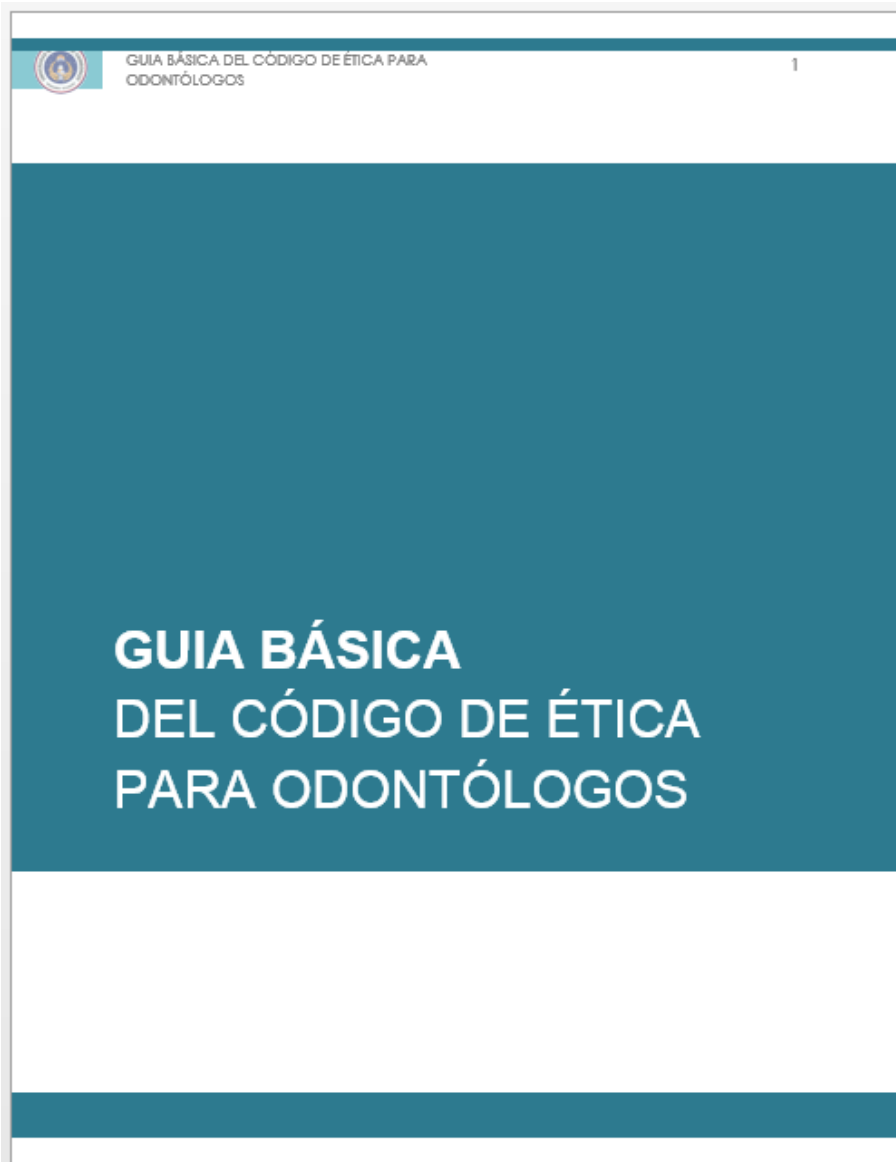 GUIA BÁSICA DEL CÓDIGO DE ÉTICA PARA
ODONTÓLOGOS
1
GUIA BÁSICA
DEL CÓDIGO DE ÉTICA
PARA ODONTÓLOGOS